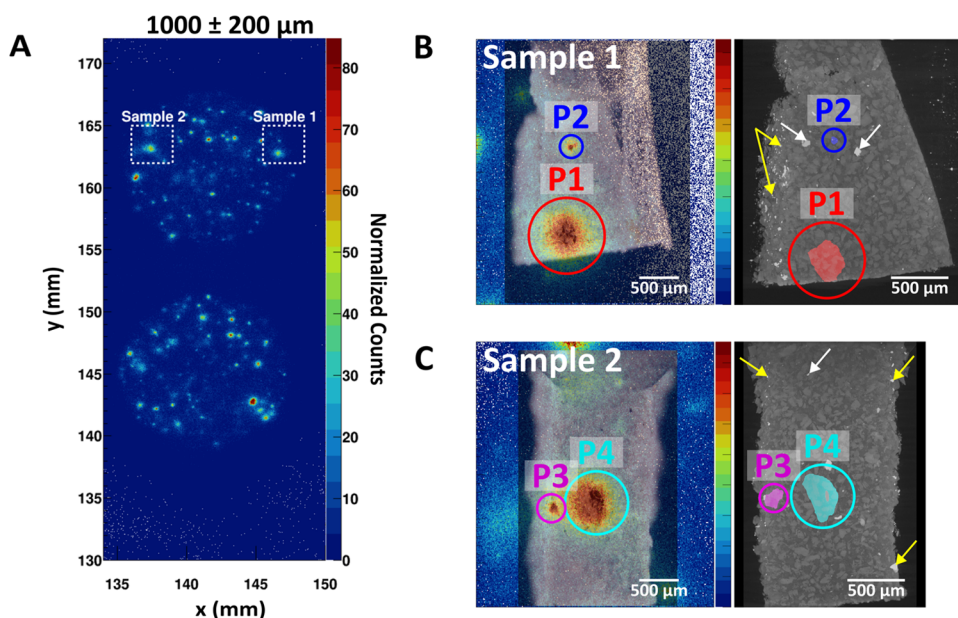 A
1000 ± 200 µm
170
165
160
155
150
145
140
135
130
y (mm)
135
140
145
150
x (mm)
Sample 2
Sample 1
80
70
60
50
40
30
20
10
0
Normalized Counts
B
Sample 1
P2
P1
500 µm
P2
P1
500 µm
C
Sample 2
P3
P4
500 µm
P3
P4
500 µm